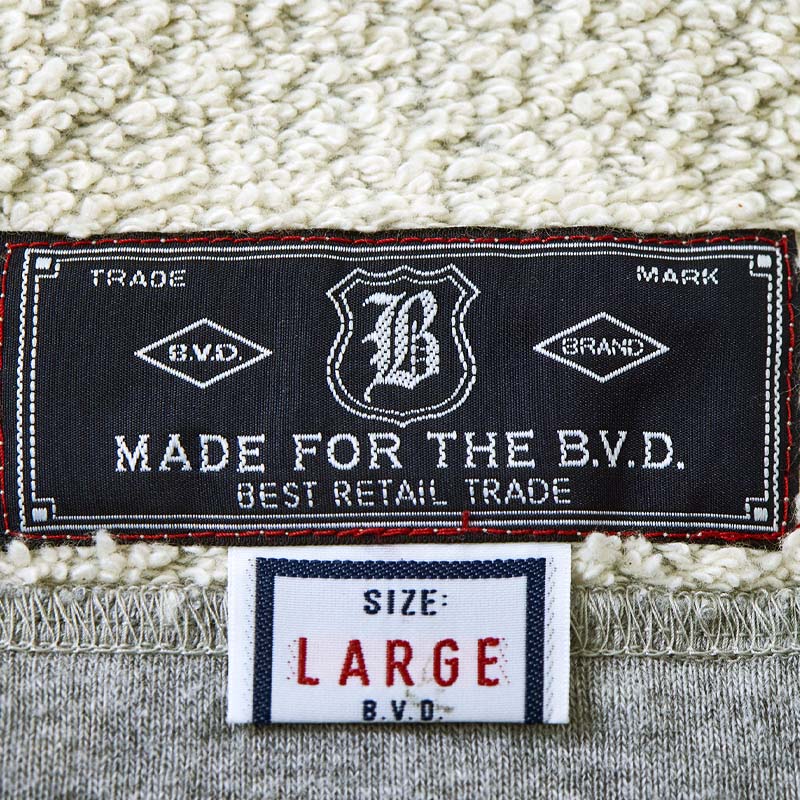 TRADE MARK
B.V.D. B BRAND
MADE FOR THE B.V.D.
BEST RETAIL TRADE
SIZE:
LARGE
B.V.D.